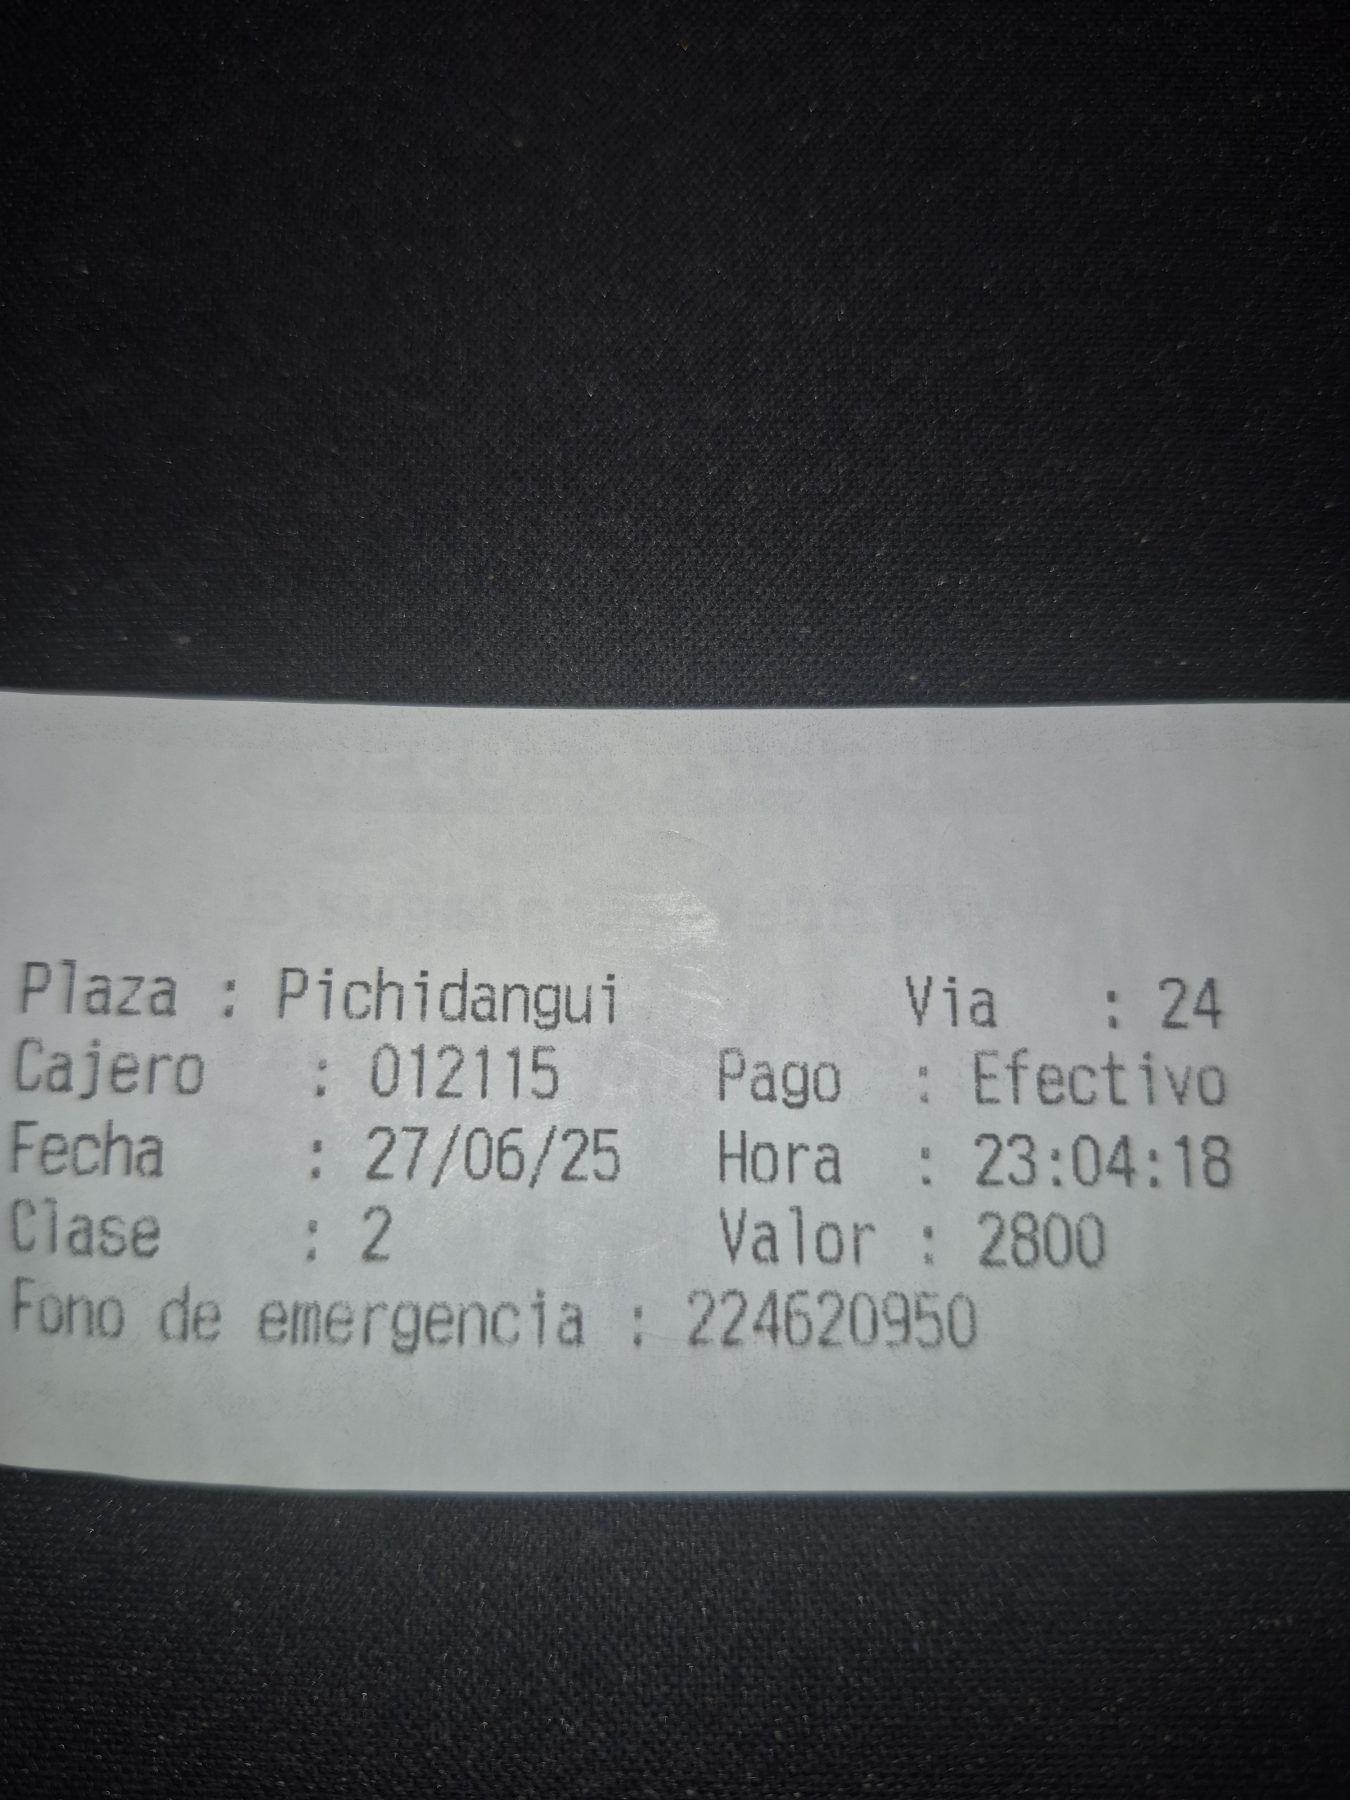 Plaza : Pichidangui Via : 24
Cajero : 012115 Pago : Efectivo
Fecha : 27/06/25 Hora : 23:04:18
Clase : 2 Valor : 2800
Fono de emergencia : 224620950